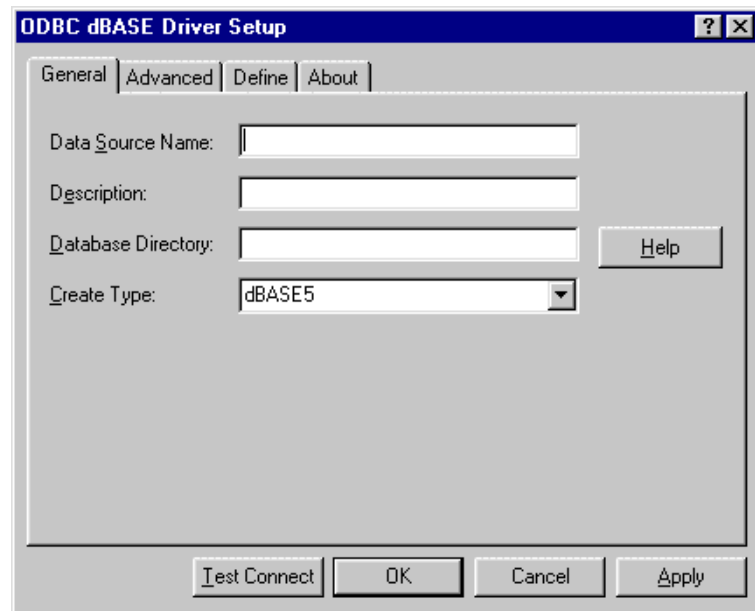 ODBC dBASE Driver Setup
General Advanced Define About
Data Source Name:
Description:
Database Directory:
Help
Create Type: dBASE5
Test Connect OK Cancel Apply